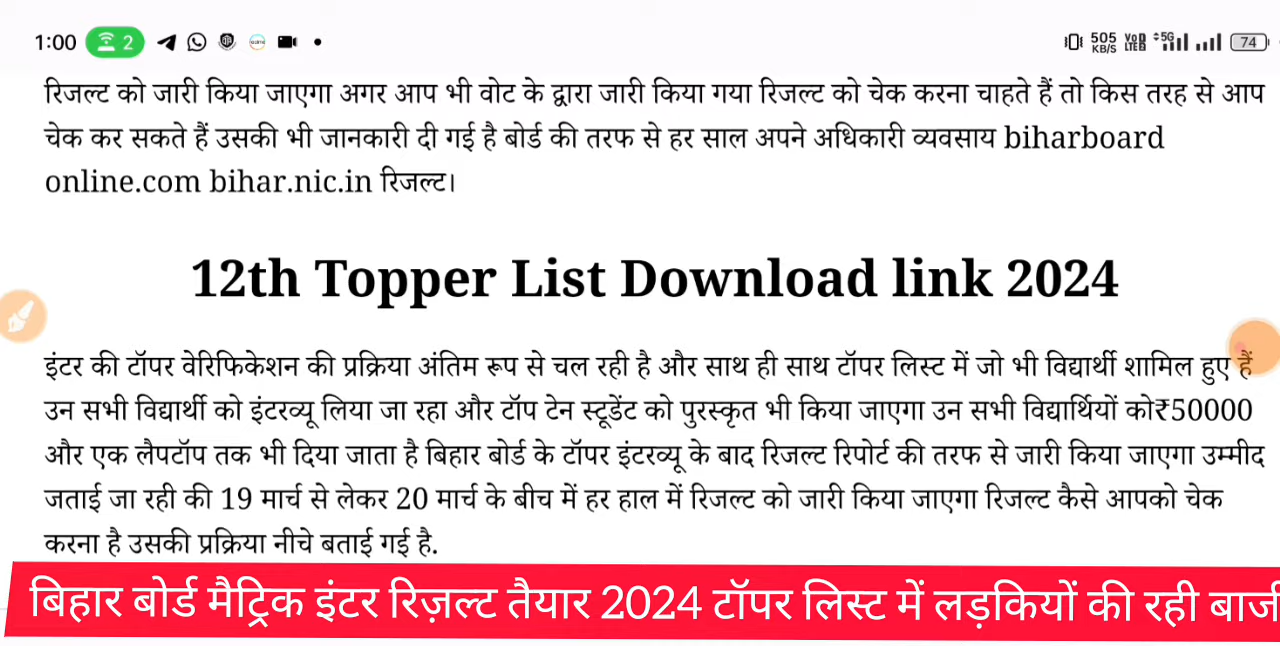 1:00 2 505 KB/S VoD LTEB 5G 74
रिजल्ट को जारी किया जाएगा अगर आप भी वोट के द्वारा जारी किया गया रिजल्ट को चेक करना चाहते हैं तो किस तरह से आप
चेक कर सकते हैं उसकी भी जानकारी दी गई है बोर्ड की तरफ से हर साल अपने अधिकारी व्यवसाय biharboard
online.com bihar.nic.in रिजल्ट।
12th Topper List Download link 2024
इंटर की टॉपर वेरिफिकेशन की प्रक्रिया अंतिम रूप से चल रही है और साथ ही साथ टॉपर लिस्ट में जो भी विद्यार्थी शामिल हुए हैं
उन सभी विद्यार्थी को इंटरव्यू लिया जा रहा और टॉप टेन स्टूडेंट को पुरस्कृत भी किया जाएगा उन सभी विद्यार्थियों को₹50000
और एक लैपटॉप तक भी दिया जाता है बिहार बोर्ड के टॉपर इंटरव्यू के बाद रिजल्ट रिपोर्ट की तरफ से जारी किया जाएगा उम्मीद
जताई जा रही की 19 मार्च से लेकर 20 मार्च के बीच में हर हाल में रिजल्ट को जारी किया जाएगा रिजल्ट कैसे आपको चेक
करना है उसकी प्रक्रिया नीचे बताई गई है.
बिहार बोर्ड मैट्रिक इंटर रिज़ल्ट तैयार 2024 टॉपर लिस्ट में लड़कियों की रही बाजी